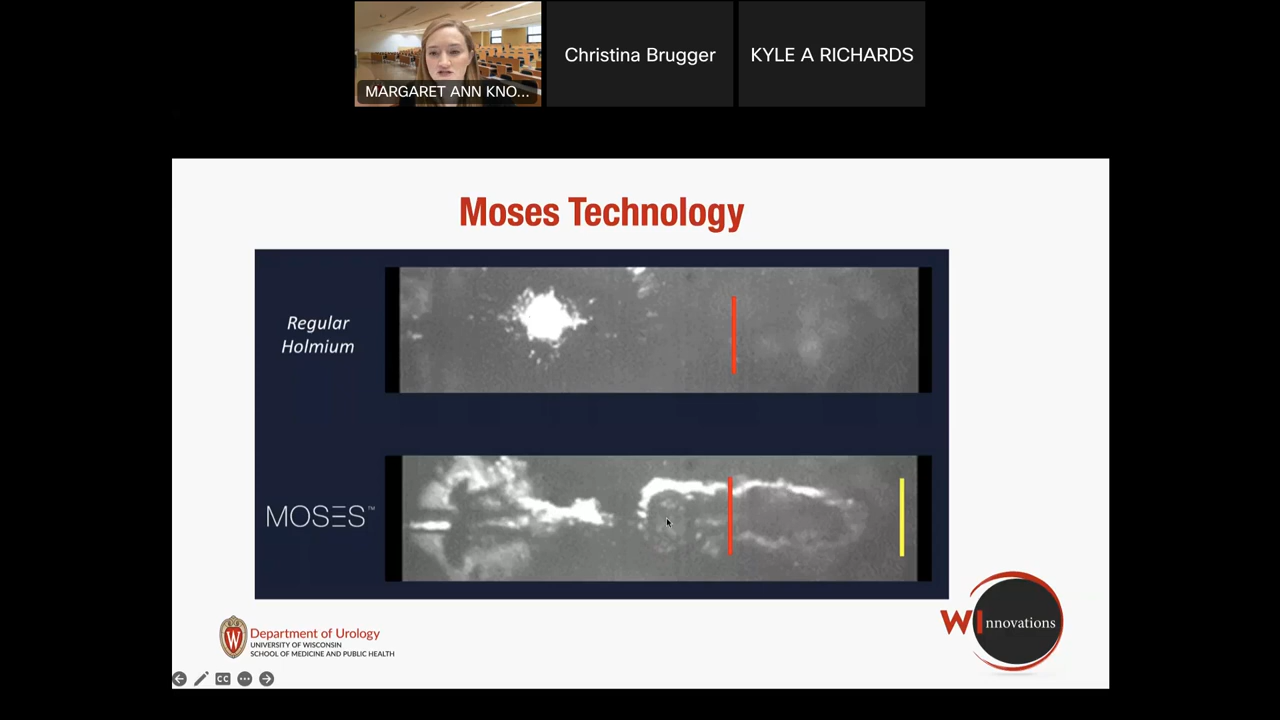 MARGARET ANN KNO...
Christina Brugger
KYLE A RICHARDS
Moses Technology
Regular
Holmium
MOSES™
W
Department of Urology
UNIVERSITY OF WISCONSIN
SCHOOL OF MEDICINE AND PUBLIC HEALTH
WInnovations
CC